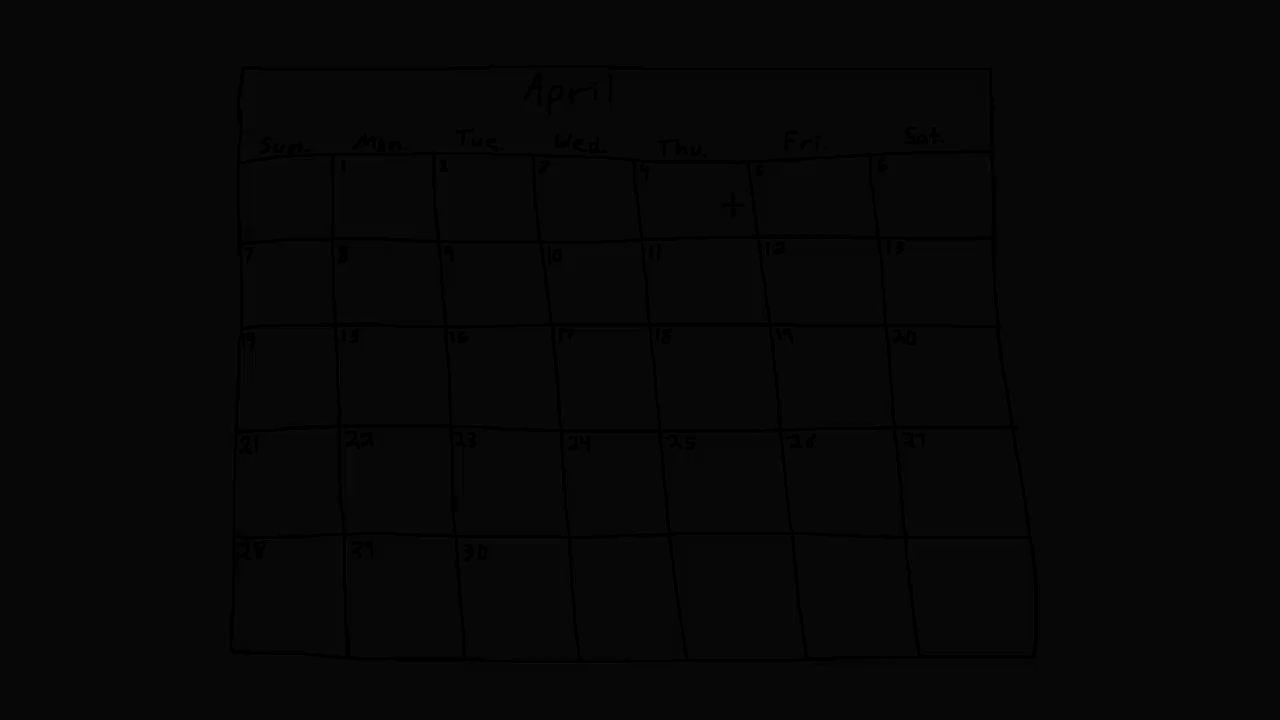 April
Sun. Mon. Tue. Wed. Thu. Fri. Sat.
1 2 3 4 5 6
+
7 8 9 10 11 12 13
14 15 16 17 18 19 20
21 22 23 24 25 26 27
28 29 30